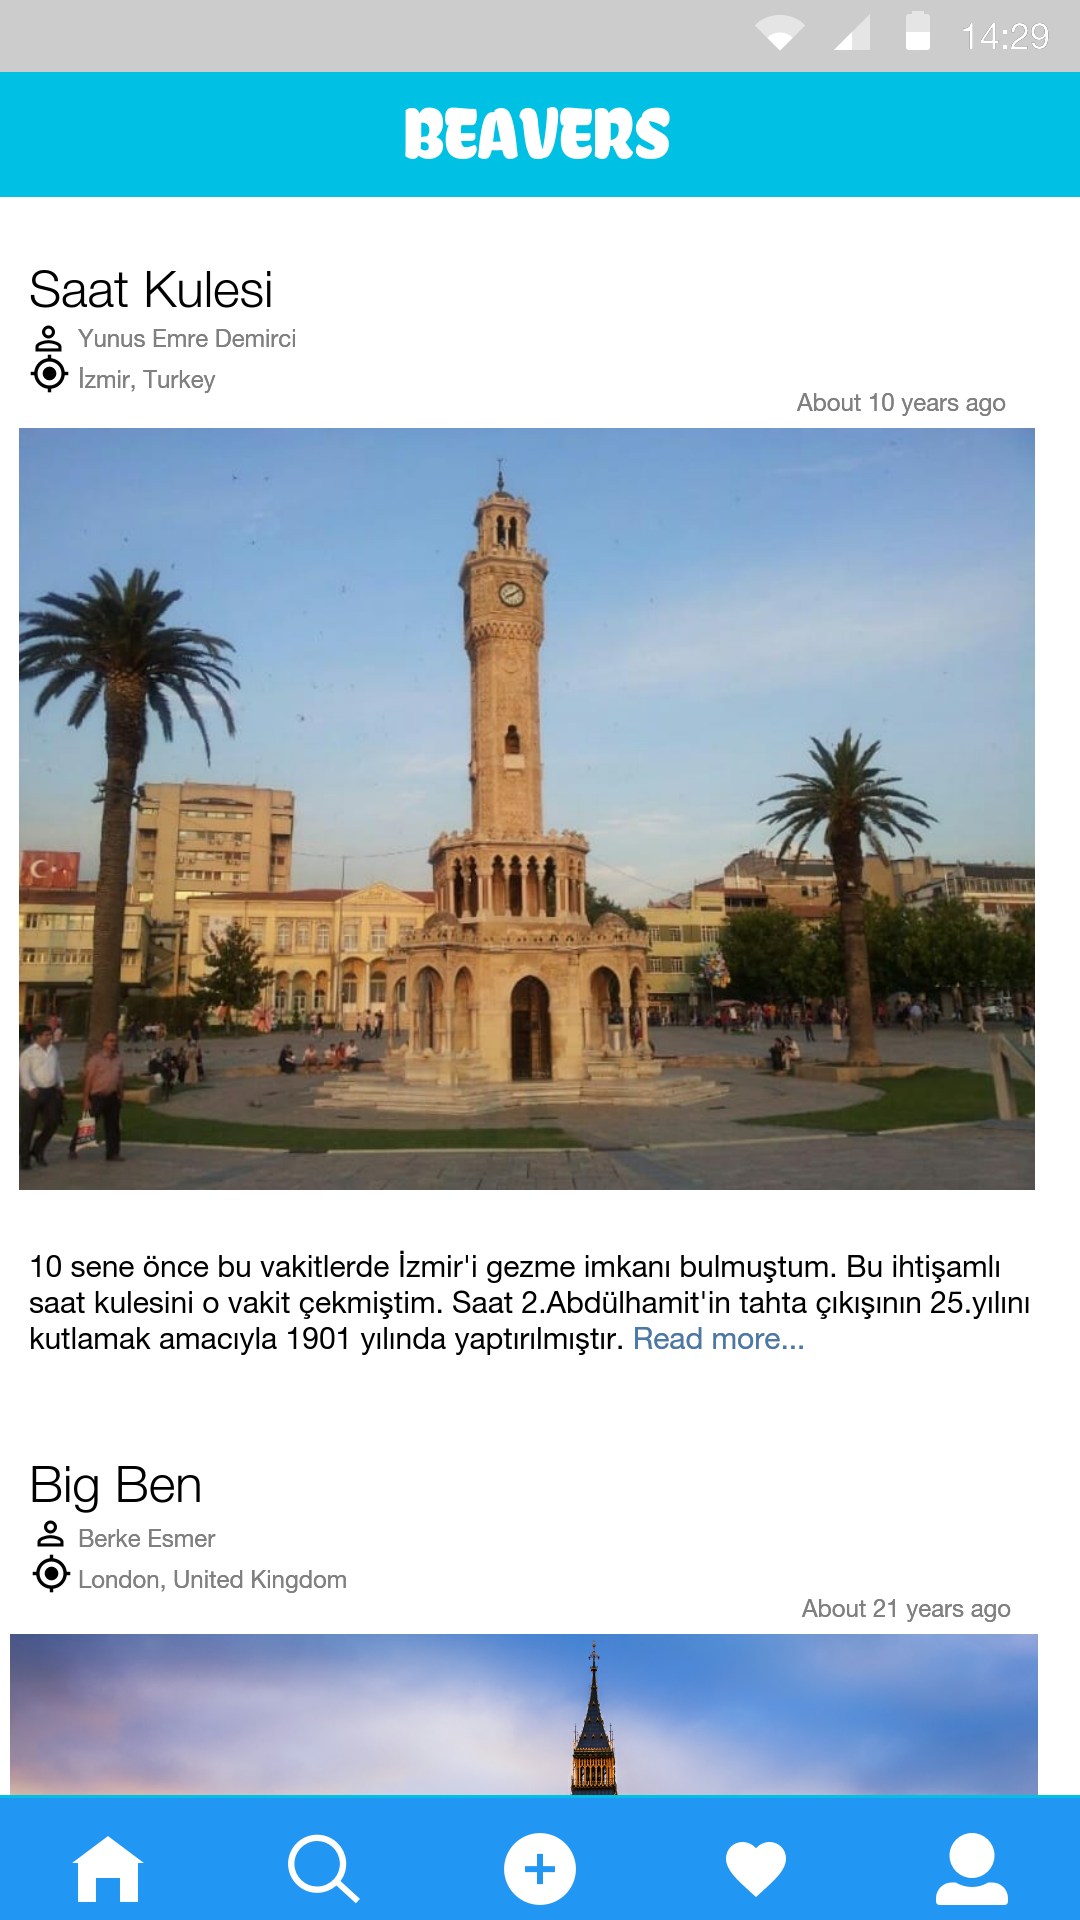 14:29
BEAVERS
Saat Kulesi
Yunus Emre Demirci
İzmir, Turkey
About 10 years ago
10 sene önce bu vakitlerde İzmir'i gezme imkanı bulmuştum. Bu ihtişamlı
saat kulesini o vakit çekmiştim. Saat 2.Abdülhamit'in tahta çıkışının 25.yılını
kutlamak amacıyla 1901 yılında yaptırılmıştır. Read more...
Big Ben
Berke Esmer
London, United Kingdom
About 21 years ago